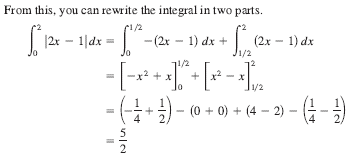 From this, you can rewrite the integral in two parts.
∫₀² |2x − 1| dx = ∫₀^{1/2} −(2x − 1) dx + ∫_{1/2}² (2x − 1) dx
= [−x² + x]₀^{1/2} + [x² − x]_{1/2}²
= (−1/4 + 1/2) − (0 + 0) + (4 − 2) − (1/4 − 1/2)
= 5/2